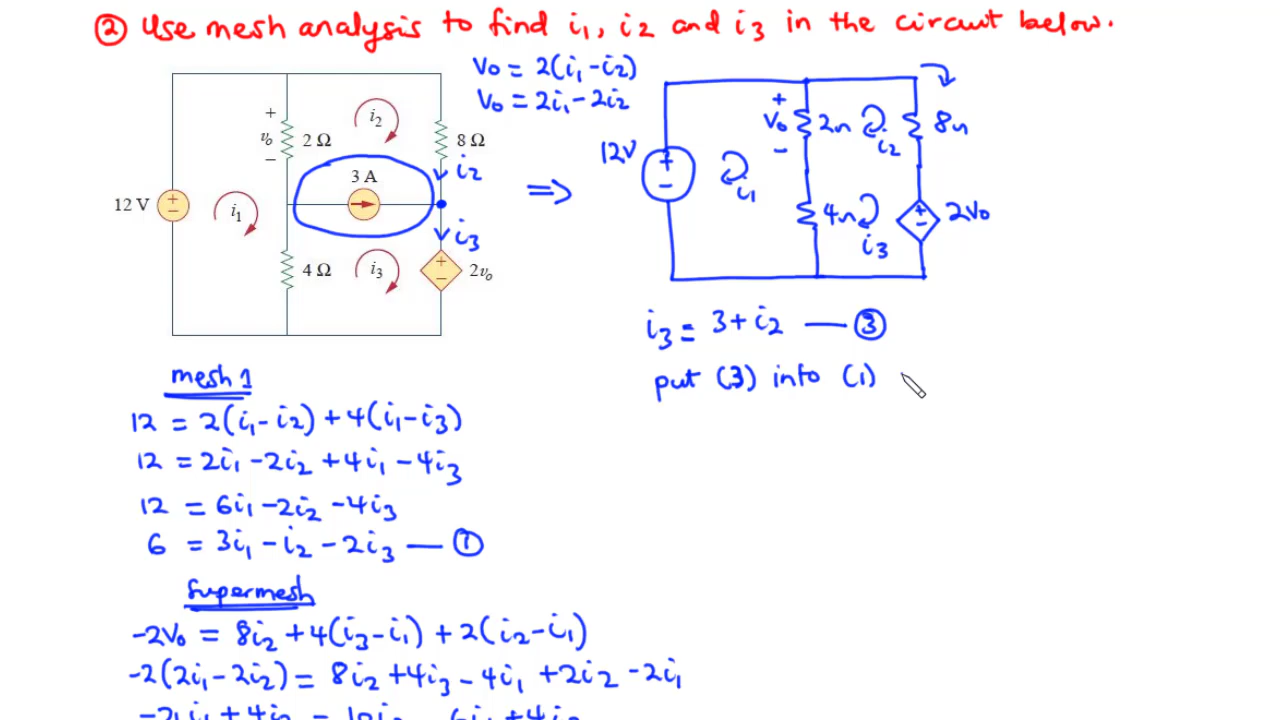 ② Use mesh analysis to find i1, i2 and i3 in the circuit below.
Vo = 2(i1-i2)
Vo = 2i1-2i2
+
vo
−
2 Ω
i2
8 Ω
i2
3 A
12 V
+
−
i1
i3
4 Ω
i3
+
−
2vo
⇒
12V
+
−
i1
+
Vo
−
2Ω
i2
8Ω
4Ω
i3
+
−
2Vo
i3 = 3+i2 — ③
put (3) into (1)
mesh 1
12 = 2(i1-i2) + 4(i1-i3)
12 = 2i1 -2i2 +4i1 -4i3
12 = 6i1 -2i2 -4i3
6 = 3i1 -i2 -2i3 — ①
Supermesh
-2Vo = 8i2 +4(i3-i1) + 2(i2-i1)
-2(2i1-2i2) = 8i2 +4i3 -4i1 +2i2 -2i1